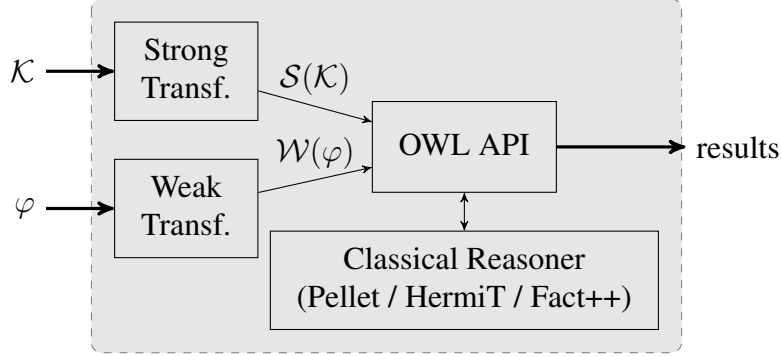 𝒦
Strong
Transf.
𝒮(𝒦)
φ
Weak
Transf.
𝒲(φ)
OWL API
results
Classical Reasoner
(Pellet / HermiT / Fact++)